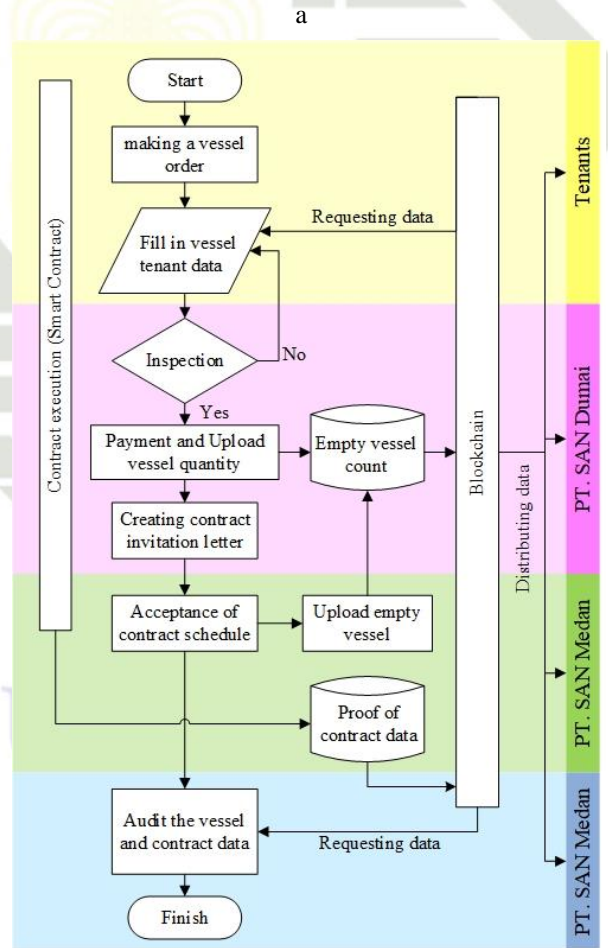 a
Start
making a vessel
order
Requesting data
Fill in vessel
tenant data
Inspection
No
Yes
Payment and Upload
vessel quantity
Empty vessel
count
Creating contract
invitation letter
Acceptance of
contract schedule
Upload empty
vessel
Proof of
contract data
Audit the vessel
and contract data
Requesting data
Finish
Contract execution (Smart Contract)
Blockchain
Distributing data
Tenants
PT. SAN Dumai
PT. SAN Medan
PT. SAN Medan